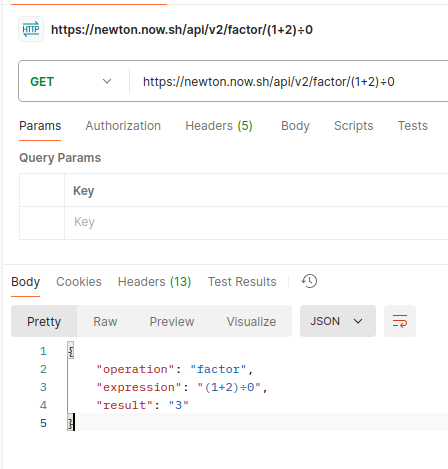 HTTP https://newton.now.sh/api/v2/factor/(1+2)÷0
GET https://newton.now.sh/api/v2/factor/(1+2)÷0
Params Authorization Headers (5) Body Scripts Tests
Query Params
Key
Key
Body Cookies Headers (13) Test Results
Pretty Raw Preview Visualize JSON
1 {
2 "operation": "factor",
3 "expression": "(1+2)÷0",
4 "result": "3"
5 }